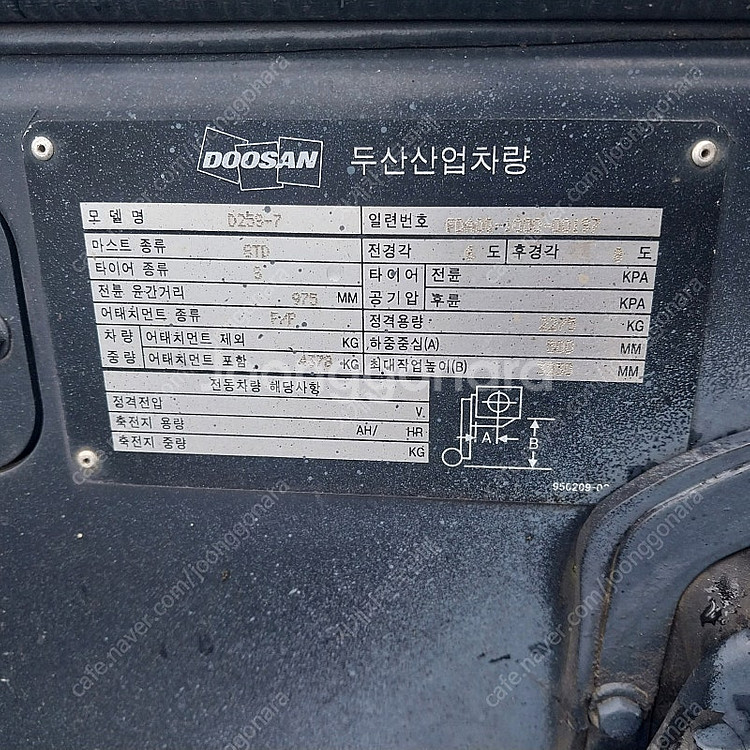 DOOSAN 두산산업차량
모델명 D25S-7 일련번호
마스트 종류 STD 전경각 도 후경각 도
타이어 종류 S 타이어 전륜 KPA
전륜 윤간거리 975 MM 공기압 후륜 KPA
어태치먼트 종류 정격용량 KG
차량 중량 어태치먼트 제외 KG 하중중심(A) MM
어태치먼트 포함 KG 최대작업높이(B) MM
전동차량 해당사항
정격전압 V.
축전지 용량 AH/ HR
축전지 중량 KG
A B
Joonggonara
cafe.naver.com/joonggonara